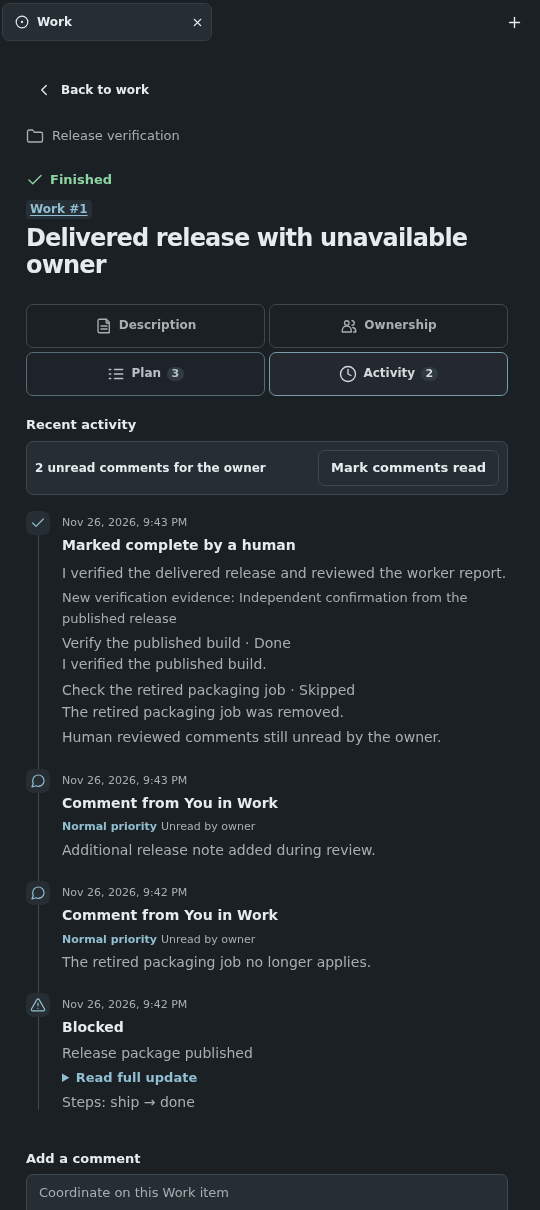 Work
Back to work
Release verification
Finished
Work #1
Delivered release with unavailable
owner
Description
Ownership
Plan 3
Activity 2
Recent activity
2 unread comments for the owner
Mark comments read
Nov 26, 2026, 9:43 PM
Marked complete by a human
I verified the delivered release and reviewed the worker report.
New verification evidence: Independent confirmation from the
published release
Verify the published build · Done
I verified the published build.
Check the retired packaging job · Skipped
The retired packaging job was removed.
Human reviewed comments still unread by the owner.
Nov 26, 2026, 9:43 PM
Comment from You in Work
Normal priority Unread by owner
Additional release note added during review.
Nov 26, 2026, 9:42 PM
Comment from You in Work
Normal priority Unread by owner
The retired packaging job no longer applies.
Nov 26, 2026, 9:42 PM
Blocked
Release package published
Read full update
Steps: ship → done
Add a comment
Coordinate on this Work item